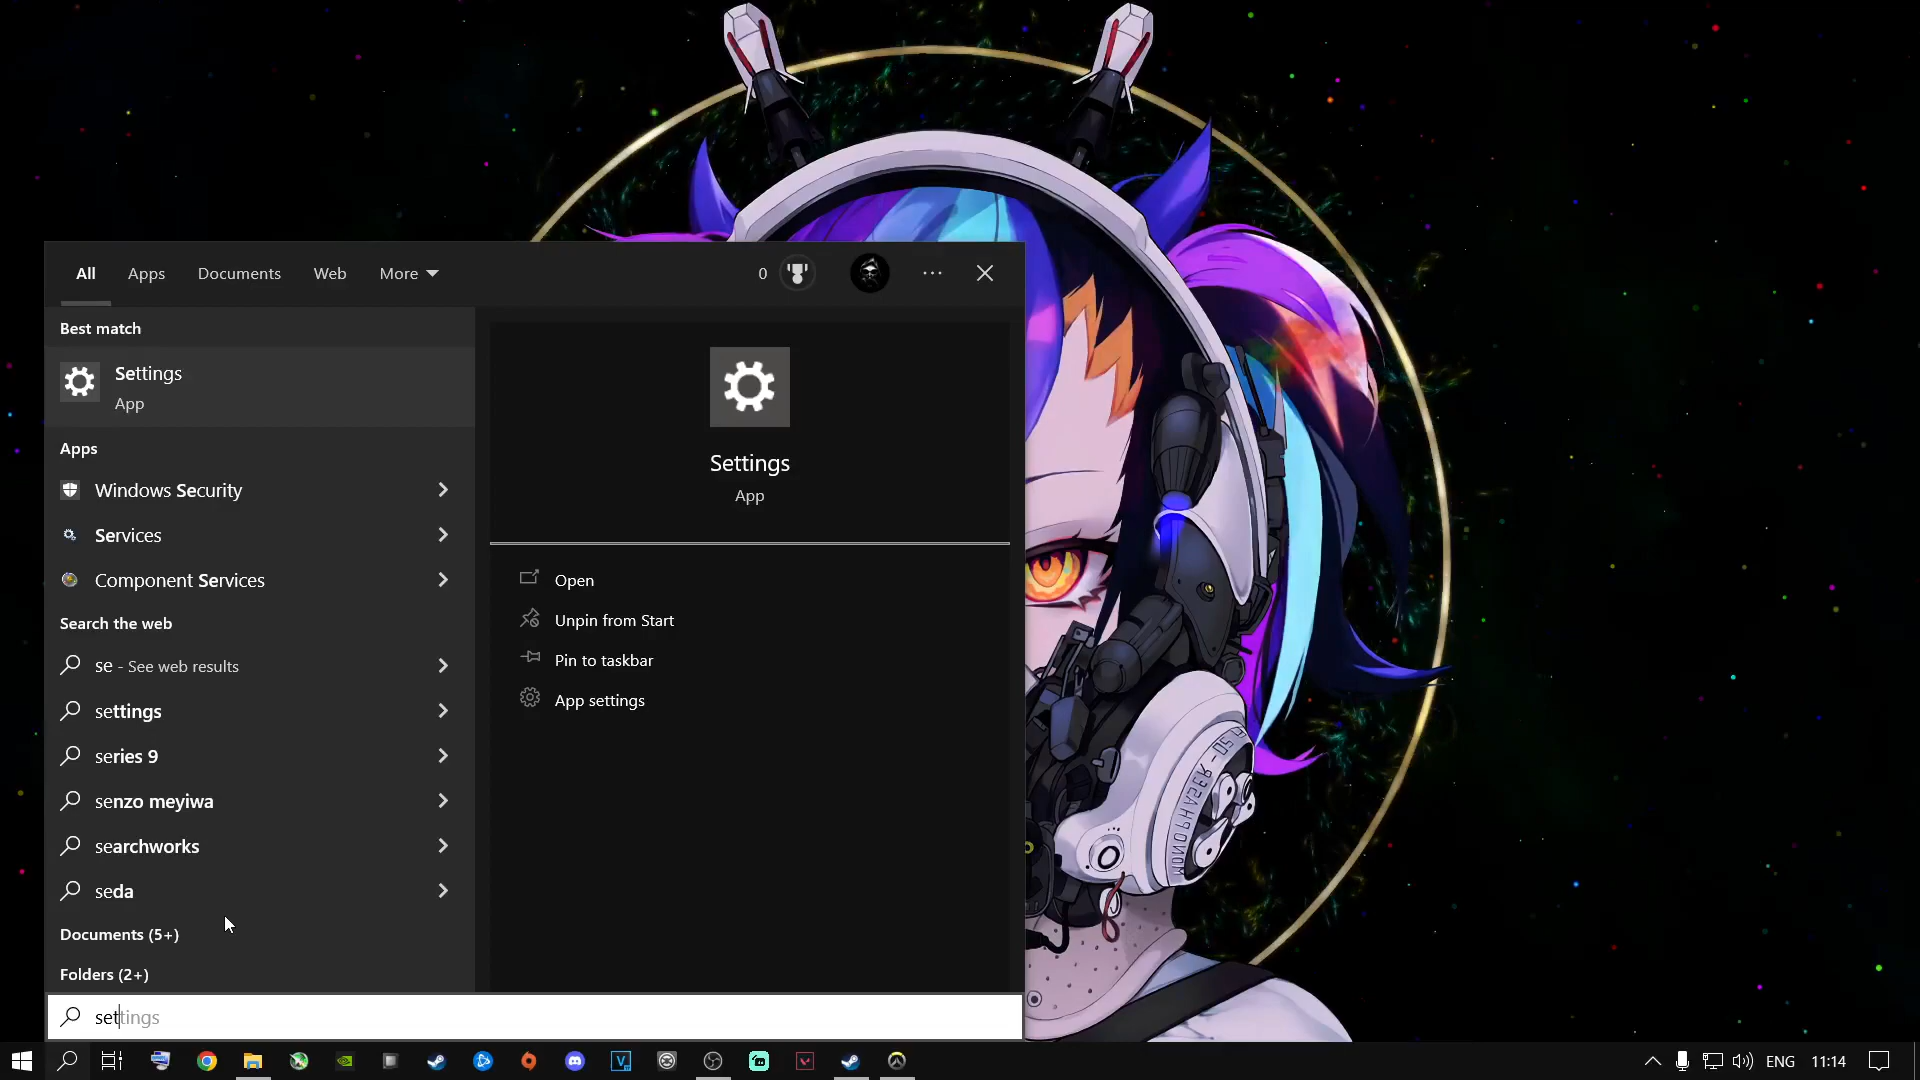 All Apps Documents Web More 0
Best match
Settings
App
Apps
Windows Security
Services
Component Services
Search the web
se - See web results
settings
series 9
senzo meyiwa
searchworks
seda
Documents (5+)
Folders (2+)
settings
Settings
App
Open
Unpin from Start
Pin to taskbar
App settings
MONOPHASER
ENG 11:14